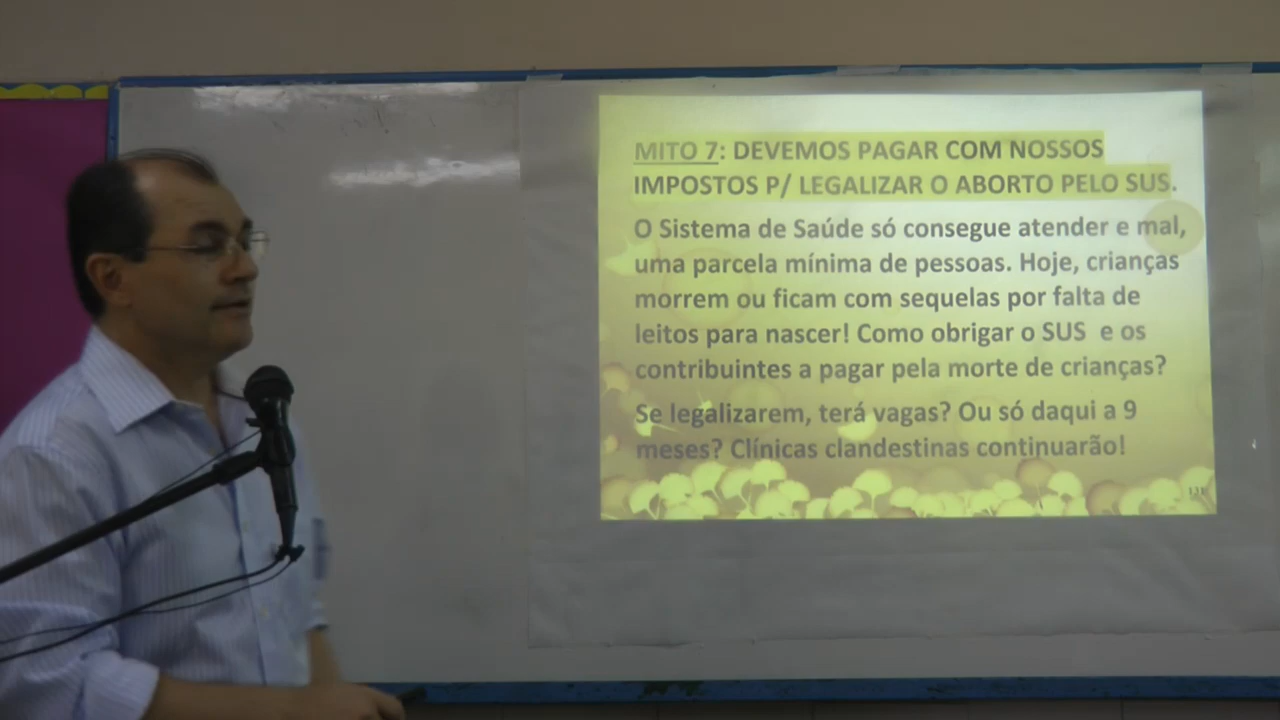 MITO 7: DEVEMOS PAGAR COM NOSSOS
IMPOSTOS P/ LEGALIZAR O ABORTO PELO SUS.
O Sistema de Saúde só consegue atender e mal,
uma parcela mínima de pessoas. Hoje, crianças
morrem ou ficam com sequelas por falta de
leitos para nascer! Como obrigar o SUS e os
contribuintes a pagar pela morte de crianças?
Se legalizarem, terá vagas? Ou só daqui a 9
meses? Clínicas clandestinas continuarão!